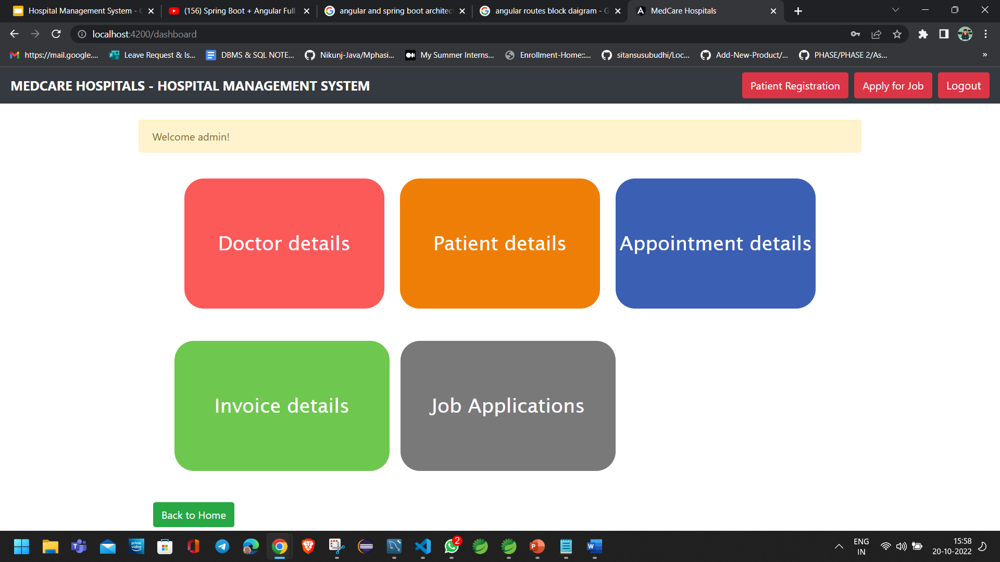 Hospital Management System - G
(156) Spring Boot + Angular Full
angular and spring boot architec
angular routes block daigram - G
MedCare Hospitals
localhost:4200/dashboard
https://mail.google....
Leave Request & Is...
DBMS & SQL NOTE...
Nikunj-Java/Mphasi...
My Summer Interns...
Enrollment-Home::...
sitansusubudhi/Loc...
Add-New-Product/...
PHASE/PHASE 2/As...
»
MEDCARE HOSPITALS - HOSPITAL MANAGEMENT SYSTEM
Patient Registration
Apply for Job
Logout
Welcome admin!
Doctor details
Patient details
Appointment details
Invoice details
Job Applications
Back to Home
prime video
2
ENG
IN
15:58
20-10-2022